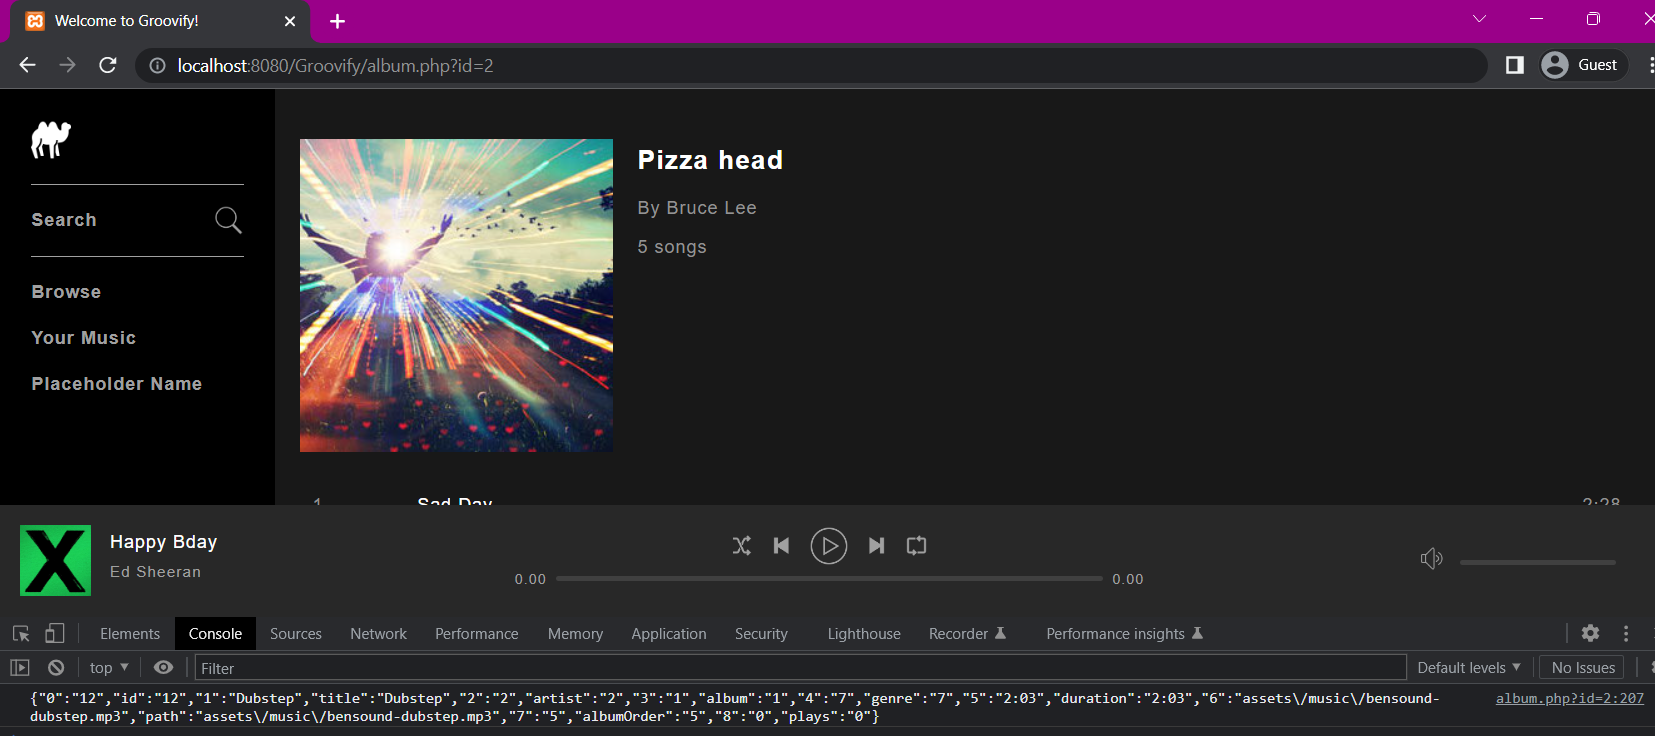 Welcome to Groovify!
localhost:8080/Groovify/album.php?id=2
Guest
Search
Browse
Your Music
Placeholder Name
Pizza head
By Bruce Lee
5 songs
1 Sad Day 2:28
Happy Bday
Ed Sheeran
0.00 0.00
Elements Console Sources Network Performance Memory Application Security Lighthouse Recorder Performance insights
top Filter Default levels No Issues
{"0":"12","id":"12","1":"Dubstep","title":"Dubstep","2":"2","artist":"2","3":"1","album":"1","4":"7","genre":"7","5":"2:03","duration":"2:03","6":"assets\/music\/bensound- album.php?id=2:207
dubstep.mp3","path":"assets\/music\/bensound-dubstep.mp3","7":"5","albumOrder":"5","8":"0","plays":"0"}